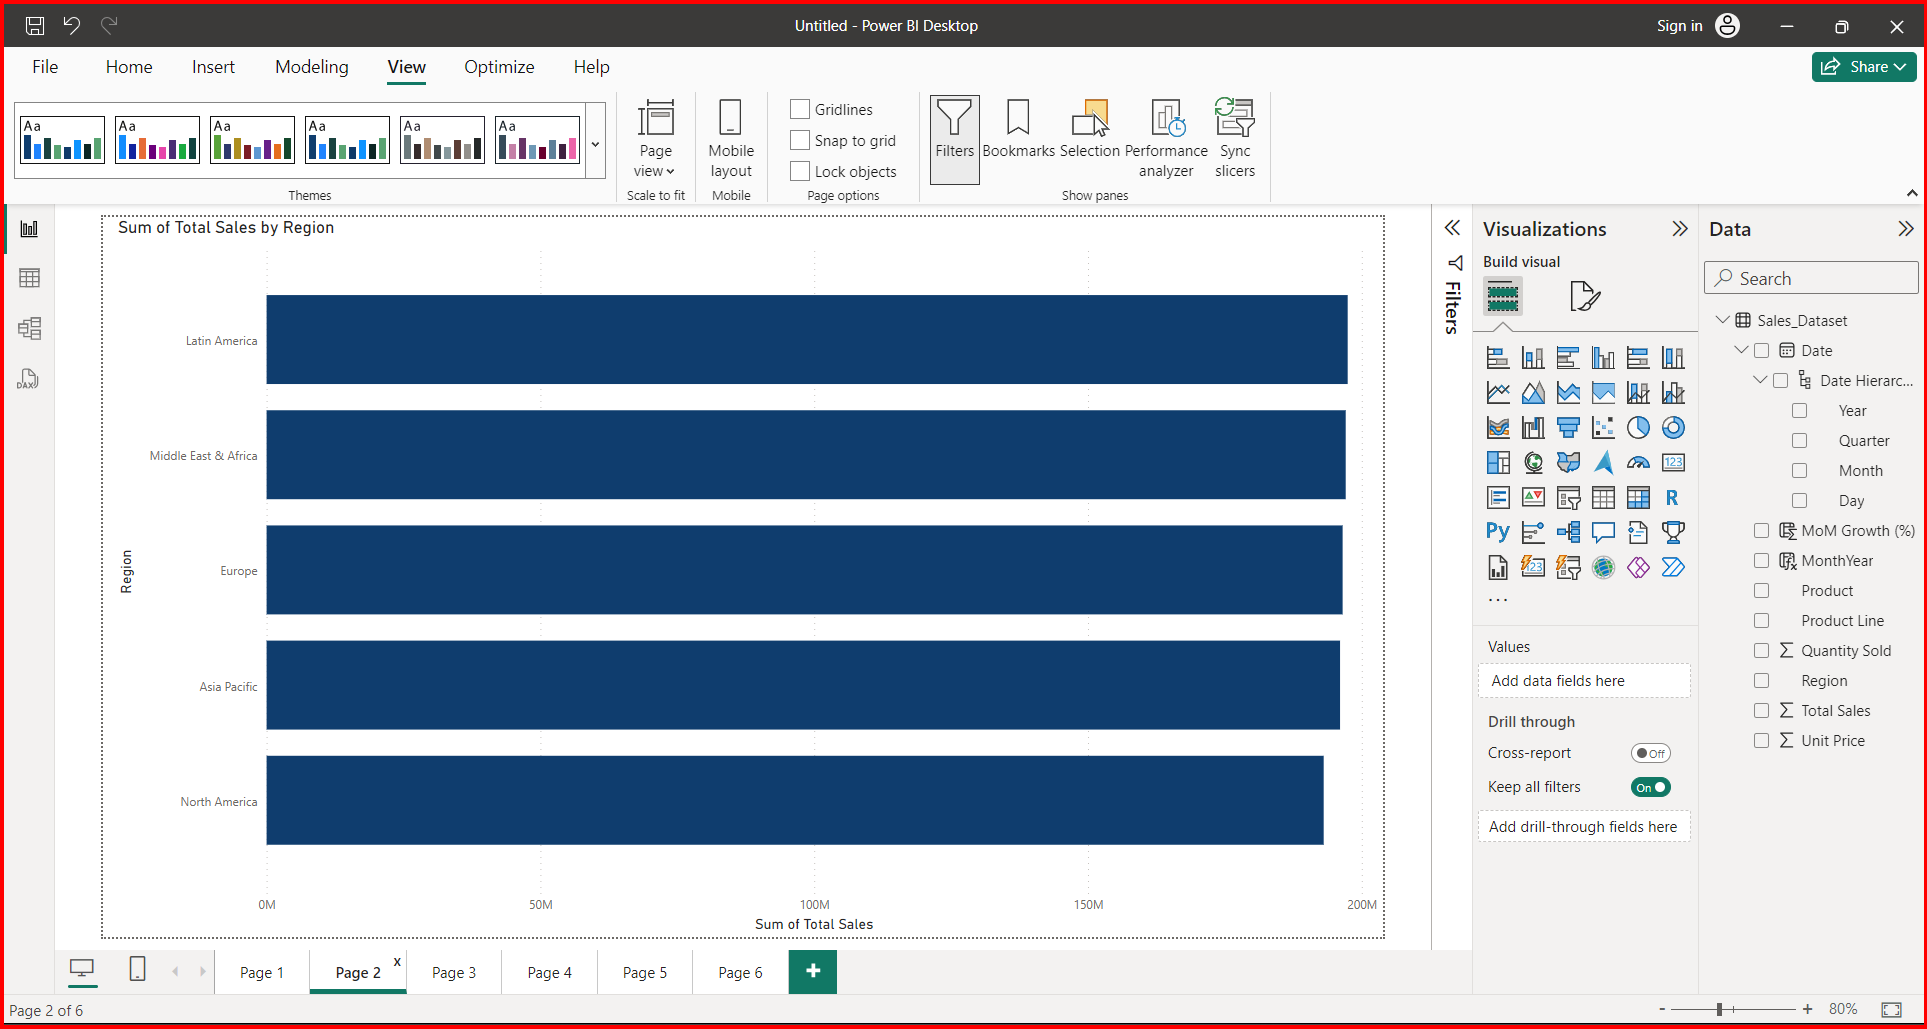 Untitled - Power BI Desktop
Sign in
File Home Insert Modeling View Optimize Help
Share
Aa Aa Aa Aa Aa Aa
Themes
Page view
Scale to fit
Mobile layout
Mobile
Gridlines
Snap to grid
Lock objects
Page options
Filters
Bookmarks
Selection
Performance analyzer
Sync slicers
Show panes
DAX
Sum of Total Sales by Region
Region
Latin America
Middle East & Africa
Europe
Asia Pacific
North America
0M 50M 100M 150M 200M
Sum of Total Sales
Filters
Visualizations
Build visual
123
R
Py
123
...
Values
Add data fields here
Drill through
Cross-report
Off
Keep all filters
On
Add drill-through fields here
Data
Search
Sales_Dataset
Date
Date Hierarc...
Year
Quarter
Month
Day
MoM Growth (%)
MonthYear
Product
Product Line
Σ Quantity Sold
Region
Σ Total Sales
Σ Unit Price
Page 1 Page 2 x Page 3 Page 4 Page 5 Page 6 +
Page 2 of 6
- + 80%